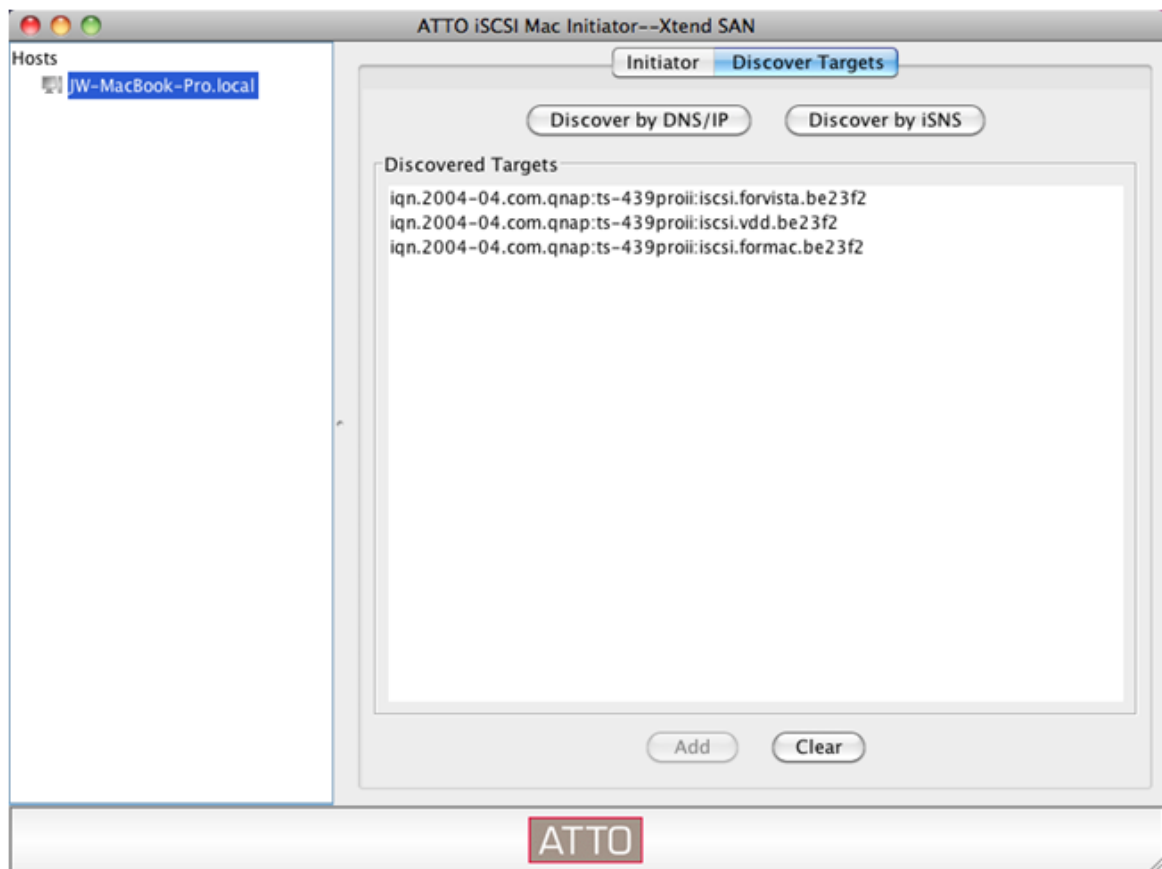 ATTO iSCSI Mac Initiator--Xtend SAN
Hosts
JW-MacBook-Pro.local
Initiator
Discover Targets
Discover by DNS/IP
Discover by iSNS
Discovered Targets
iqn.2004-04.com.qnap:ts-439proii:iscsi.forvista.be23f2
iqn.2004-04.com.qnap:ts-439proii:iscsi.vdd.be23f2
iqn.2004-04.com.qnap:ts-439proii:iscsi.formac.be23f2
Add
Clear
ATTO